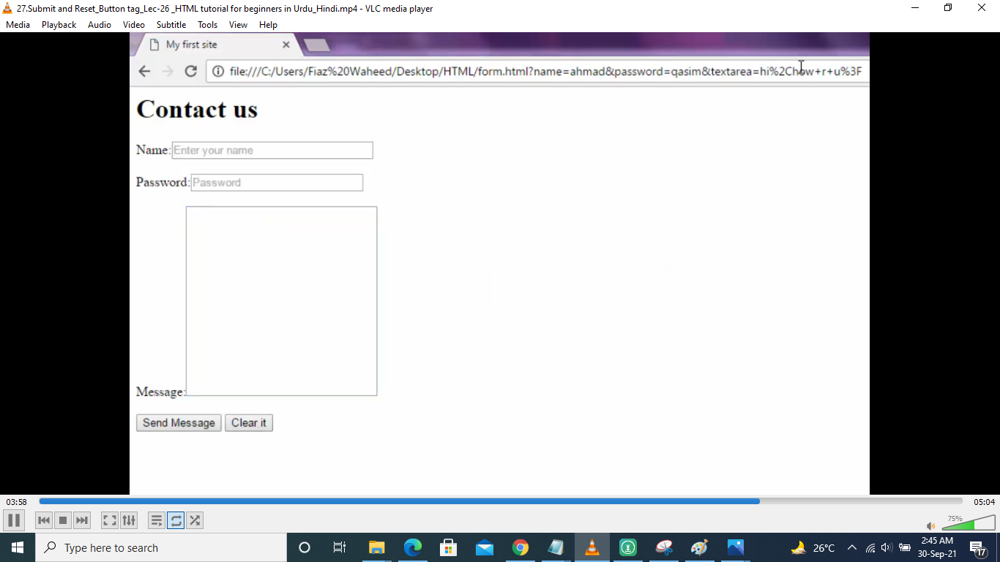 27.Submit and Reset_Button tag_Lec-26 _HTML tutorial for beginners in Urdu_Hindi.mp4 - VLC media player
Media Playback Audio Video Subtitle Tools View Help
My first site
file:///C:/Users/Fiaz%20Waheed/Desktop/HTML/form.html?name=ahmad&password=qasim&textarea=hi%2Chow+r+u%3F
Contact us
Name: Enter your name
Password: Password
Message:
Send Message Clear it
03:58 05:04
75%
Type here to search
26°C
2:45 AM
30-Sep-21
17